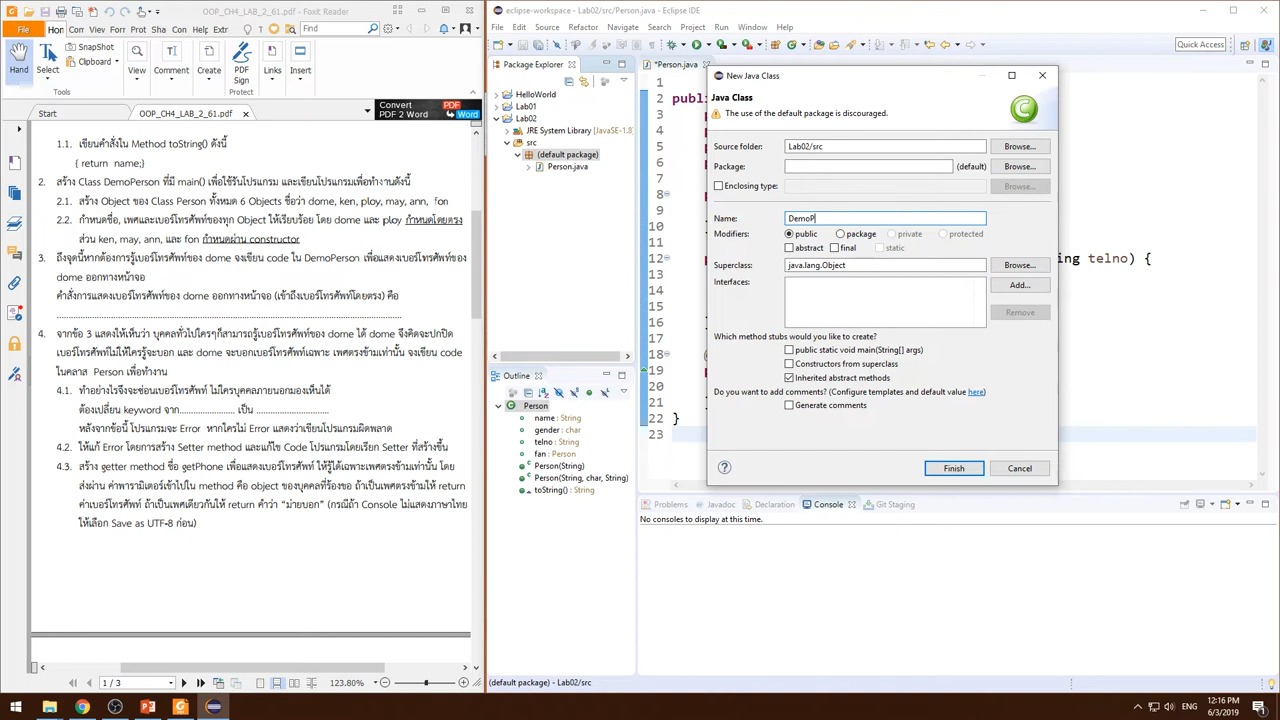 OOP_CH4_LAB_2_61.pdf - Foxit Reader
File
Hon
Cor
Forr
Prot
Sha
Cor
Hel
Extr
T
Find
Hand
Select
SnapShot
Clipboard
View
Comment
Create
PDF
Sign
Links
Insert
Tools
Protect
Start
OOP_CH4_LAB_2_61.pdf
Convert PDF
PDF 2 Word Word
1.1. เขียนคำสั่งใน Method toString() ดังนี้
{ return name;}
2. สร้าง Class DemoPerson ที่มี main() เพื่อใช้รันโปรแกรม และเขียนโปรแกรมเพื่อทำงานดังนี้
2.1. สร้าง Object ของ Class Person ทั้งหมด 6 Objects ชื่อว่า dome, ken, ploy, may, ann, fon
2.2. กำหนดชื่อ, เพศและเบอร์โทรศัพท์ของทุก Object ให้เรียบร้อย โดย dome และ ploy กำหนดโดยตรง
ส่วน ken, may, ann, และ fon กำหนดผ่าน constructor
3. ถึงจุดนี้หากต้องการรู้เบอร์โทรศัพท์ของ dome จงเขียน code ใน DemoPerson เพื่อแสดงเบอร์โทรศัพท์ของ
dome ออกทางหน้าจอ
คำสั่งการแสดงเบอร์โทรศัพท์ของ dome ออกทางหน้าจอ (เข้าถึงเบอร์โทรศัพท์โดยตรง) คือ
4. จากข้อ 3 แสดงให้เห็นว่า บุคคลทั่วไปใครๆก็สามารถรู้เบอร์โทรศัพท์ของ dome ได้ dome จึงคิดจะปกปิด
เบอร์โทรศัพท์ไม่ให้ใครรู้จะบอก และ dome จะบอกเบอร์โทรศัพท์เฉพาะ เพศตรงข้ามเท่านั้น จงเขียน code
ในคลาส Person เพื่อทำงาน
4.1. ทำอย่างไรจึงจะซ่อนเบอร์โทรศัพท์ ไม่ใครบุคคลภายนอกมองเห็นได้
ต้องเปลี่ยน keyword จาก........................ เป็น ..............................
หลังจากข้อนี้ โปรแกรมจะ Error หากใครไม่ Error แสดงว่าเขียนโปรแกรมผิดพลาด
4.2. ให้แก้ Error โดยการสร้าง Setter method และแก้ไข Code โปรแกรมโดยเรียก Setter ที่สร้างขึ้น
4.3. สร้าง getter method ชื่อ getPhone เพื่อแสดงเบอร์โทรศัพท์ ให้รู้ได้เฉพาะเพศตรงข้ามเท่านั้น โดย
ส่งผ่าน ค่าพารามิเตอร์เข้าไปใน method คือ object ของบุคคลที่ร้องขอ ถ้าเป็นเพศตรงข้ามให้ return
ค่าเบอร์โทรศัพท์ ถ้าเป็นเพศเดียวกันให้ return คำว่า “ม่ายบอก” (กรณีถ้า Console ไม่แสดงภาษาไทย
ให้เลือก Save as UTF-8 ก่อน)
1 / 3
123.80%
eclipse-workspace - Lab02/src/Person.java - Eclipse IDE
File Edit Source Refactor Navigate Search Project Run Window Help
Quick Access
Package Explorer
HelloWorld
Lab01
Lab02
JRE System Library [JavaSE-1.8]
src
(default package)
Person.java
Outline
Person
name : String
gender : char
telno : String
fan : Person
Person(String)
Person(String, char, String)
toString() : String
*Person.java
1
2 publ
3
4
5
6
8
9
10
11
12 ing telno) {
13
14
15
16
17
18
19
20
21
22 }
23
New Java Class
Java Class
The use of the default package is discouraged.
Source folder: Lab02/src Browse...
Package: (default) Browse...
Enclosing type: Browse...
Name: DemoP
Modifiers: public package private protected
abstract final static
Superclass: java.lang.Object Browse...
Interfaces: Add...
Remove
Which method stubs would you like to create?
public static void main(String[] args)
Constructors from superclass
Inherited abstract methods
Do you want to add comments? (Configure templates and default value here)
Generate comments
Finish
Cancel
Problems Javadoc Declaration Console Git Staging
No consoles to display at this time.
(default package) - Lab02/src
ENG
12:16 PM
6/3/2019